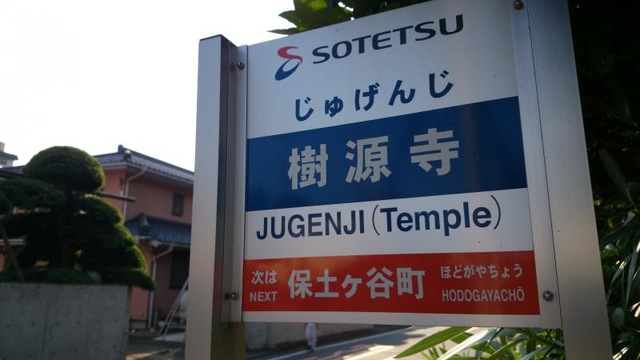 SOTETSU
じゅげんじ
樹源寺
JUGENJI(Temple)
次は 保土ヶ谷町 ほどがやちょう
NEXT HODOGAYACHŌ